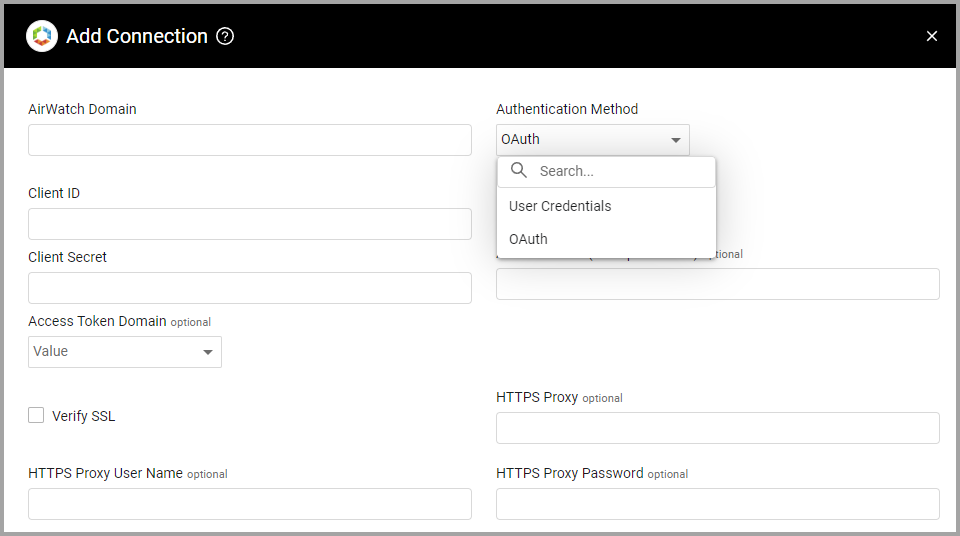 Add Connection ?
AirWatch Domain
Authentication Method
OAuth
Search...
User Credentials
OAuth
Client ID
Client Secret
optional
Access Token Domain optional
Value
Verify SSL
HTTPS Proxy optional
HTTPS Proxy User Name optional
HTTPS Proxy Password optional